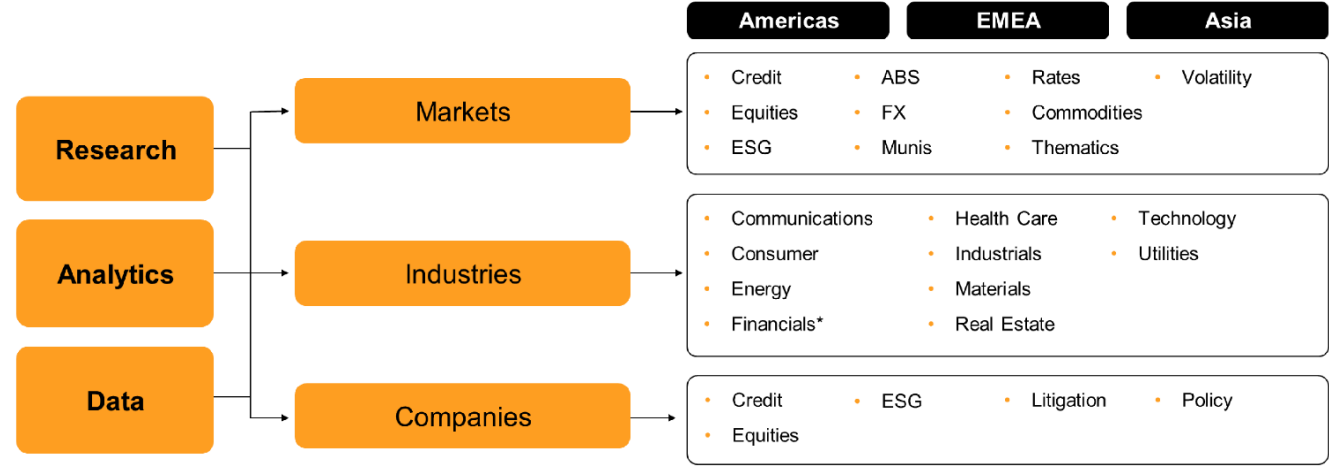 Americas EMEA Asia
Research
Analytics
Data
Markets
Industries
Companies
• Credit • ABS • Rates • Volatility
• Equities • FX • Commodities
• ESG • Munis • Thematics
• Communications • Health Care • Technology
• Consumer • Industrials • Utilities
• Energy • Materials
• Financials* • Real Estate
• Credit • ESG • Litigation • Policy
• Equities